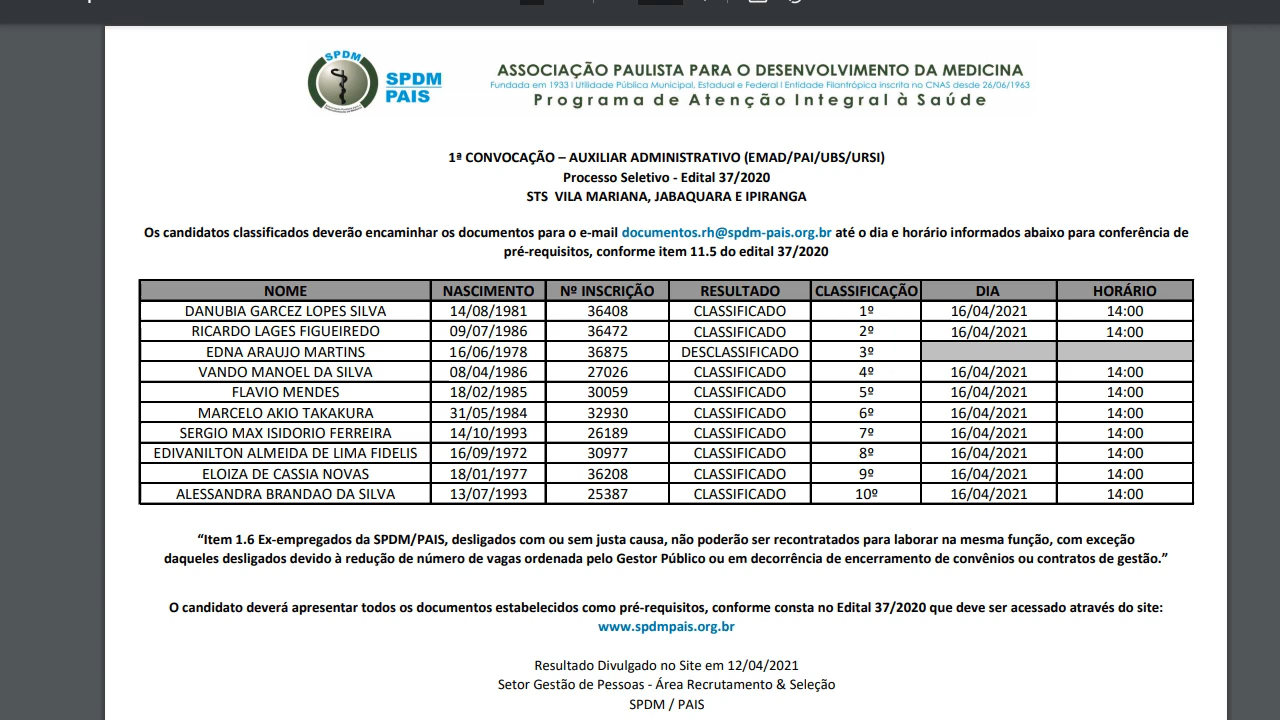 SPDM
SPDM
PAIS
ASSOCIAÇÃO PAULISTA PARA O DESENVOLVIMENTO DA MEDICINA
Fundada em 1933 I Utilidade Pública Municipal, Estadual e Federal I Entidade Filantrópica inscrita no CNAS desde 26/06/1963
Programa de Atenção Integral à Saúde
1ª CONVOCAÇÃO – AUXILIAR ADMINISTRATIVO (EMAD/PAI/UBS/URSI)
Processo Seletivo - Edital 37/2020
STS VILA MARIANA, JABAQUARA E IPIRANGA
Os candidatos classificados deverão encaminhar os documentos para o e-mail documentos.rh@spdm-pais.org.br até o dia e horário informados abaixo para conferência de
pré-requisitos, conforme item 11.5 do edital 37/2020
NOME NASCIMENTO Nº INSCRIÇÃO RESULTADO CLASSIFICAÇÃO DIA HORÁRIO
DANUBIA GARCEZ LOPES SILVA 14/08/1981 36408 CLASSIFICADO 1º 16/04/2021 14:00
RICARDO LAGES FIGUEIREDO 09/07/1986 36472 CLASSIFICADO 2º 16/04/2021 14:00
EDNA ARAUJO MARTINS 16/06/1978 36875 DESCLASSIFICADO 3º
VANDO MANOEL DA SILVA 08/04/1986 27026 CLASSIFICADO 4º 16/04/2021 14:00
FLAVIO MENDES 18/02/1985 30059 CLASSIFICADO 5º 16/04/2021 14:00
MARCELO AKIO TAKAKURA 31/05/1984 32930 CLASSIFICADO 6º 16/04/2021 14:00
SERGIO MAX ISIDORIO FERREIRA 14/10/1993 26189 CLASSIFICADO 7º 16/04/2021 14:00
EDIVANILTON ALMEIDA DE LIMA FIDELIS 16/09/1972 30977 CLASSIFICADO 8º 16/04/2021 14:00
ELOIZA DE CASSIA NOVAS 18/01/1977 36208 CLASSIFICADO 9º 16/04/2021 14:00
ALESSANDRA BRANDAO DA SILVA 13/07/1993 25387 CLASSIFICADO 10º 16/04/2021 14:00
“Item 1.6 Ex-empregados da SPDM/PAIS, desligados com ou sem justa causa, não poderão ser recontratados para laborar na mesma função, com exceção
daqueles desligados devido à redução de número de vagas ordenada pelo Gestor Público ou em decorrência de encerramento de convênios ou contratos de gestão.”
O candidato deverá apresentar todos os documentos estabelecidos como pré-requisitos, conforme consta no Edital 37/2020 que deve ser acessado através do site:
www.spdmpais.org.br
Resultado Divulgado no Site em 12/04/2021
Setor Gestão de Pessoas - Área Recrutamento & Seleção
SPDM / PAIS